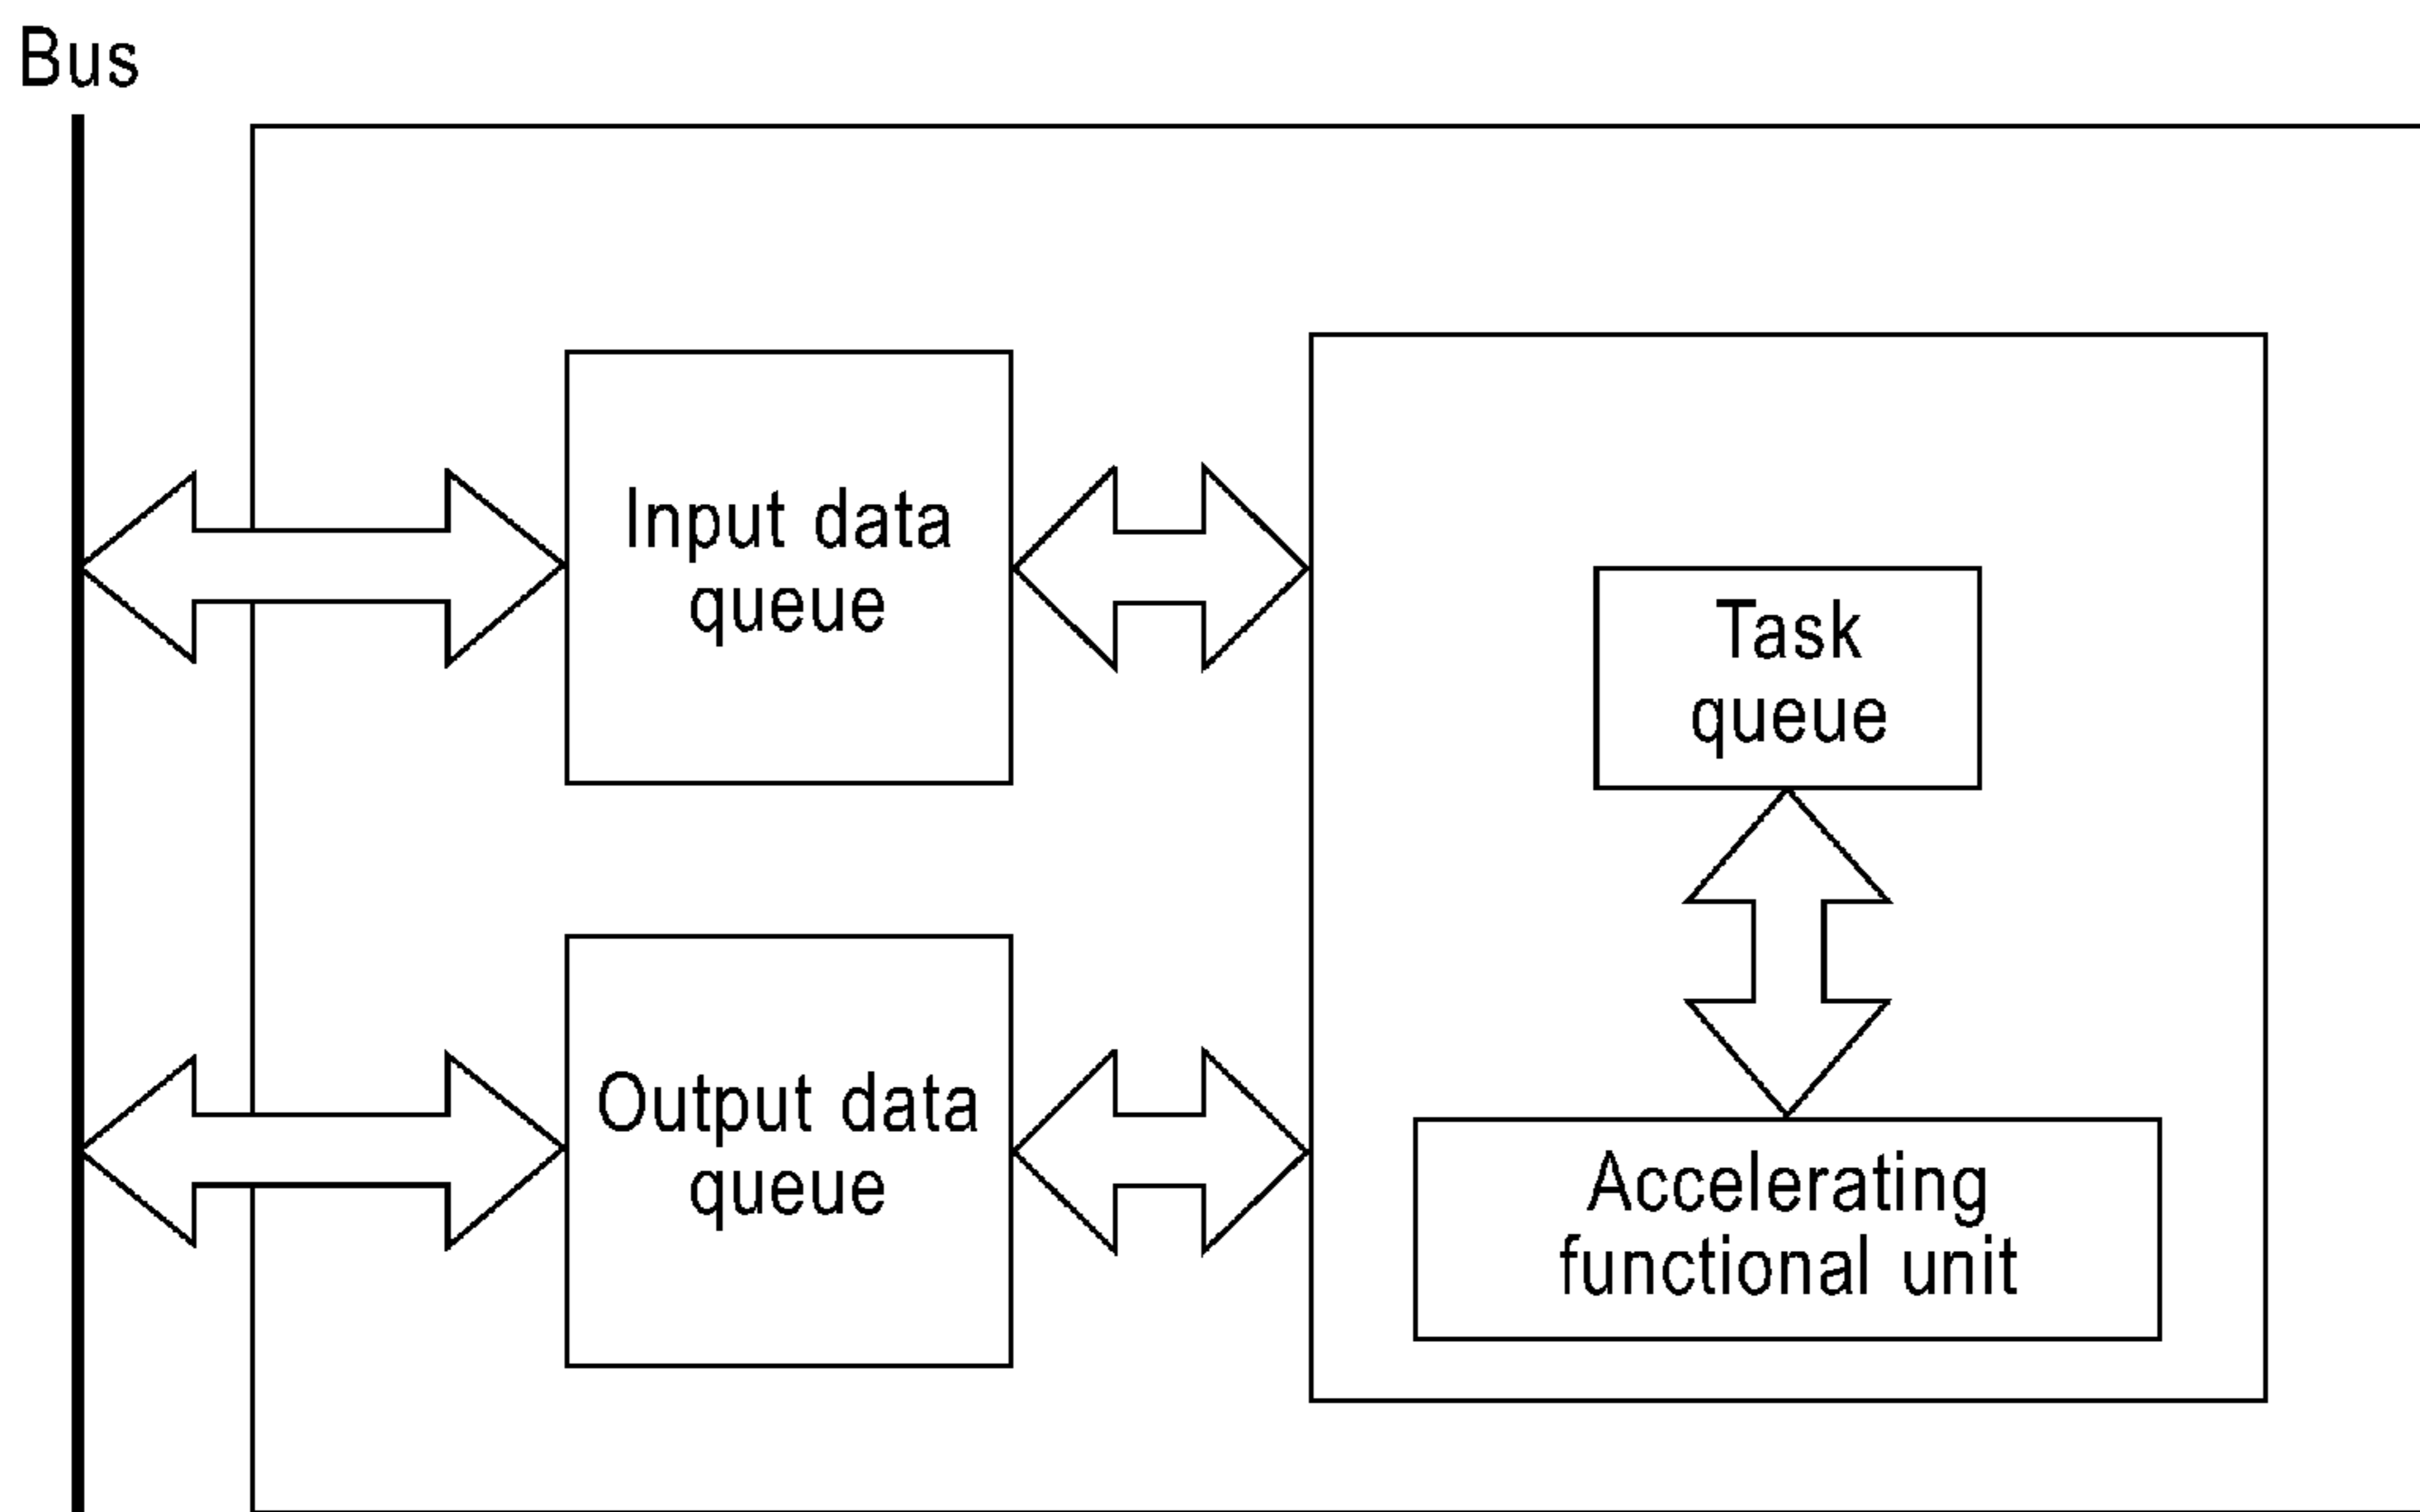 Bus
Input data
queue
Task
queue
Output data
queue
Accelerating
functional unit